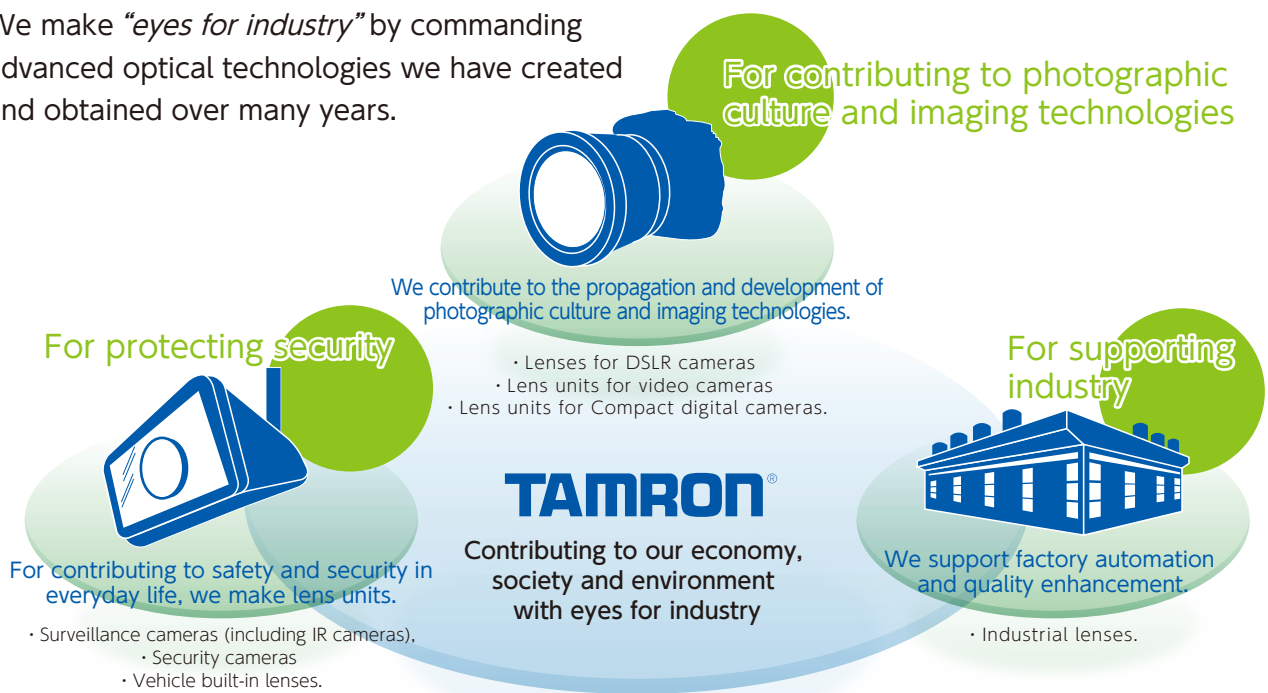 We make “eyes for industry” by commanding
advanced optical technologies we have created
and obtained over many years.
For contributing to photographic
culture and imaging technologies
We contribute to the propagation and development of
photographic culture and imaging technologies.
・Lenses for DSLR cameras
・Lens units for video cameras
・Lens units for Compact digital cameras.
For protecting security
For contributing to safety and security in
everyday life, we make lens units.
・Surveillance cameras (including IR cameras),
・Security cameras
・Vehicle built-in lenses.
TAMRON®
Contributing to our economy,
society and environment
with eyes for industry
For supporting
industry
We support factory automation
and quality enhancement.
・Industrial lenses.